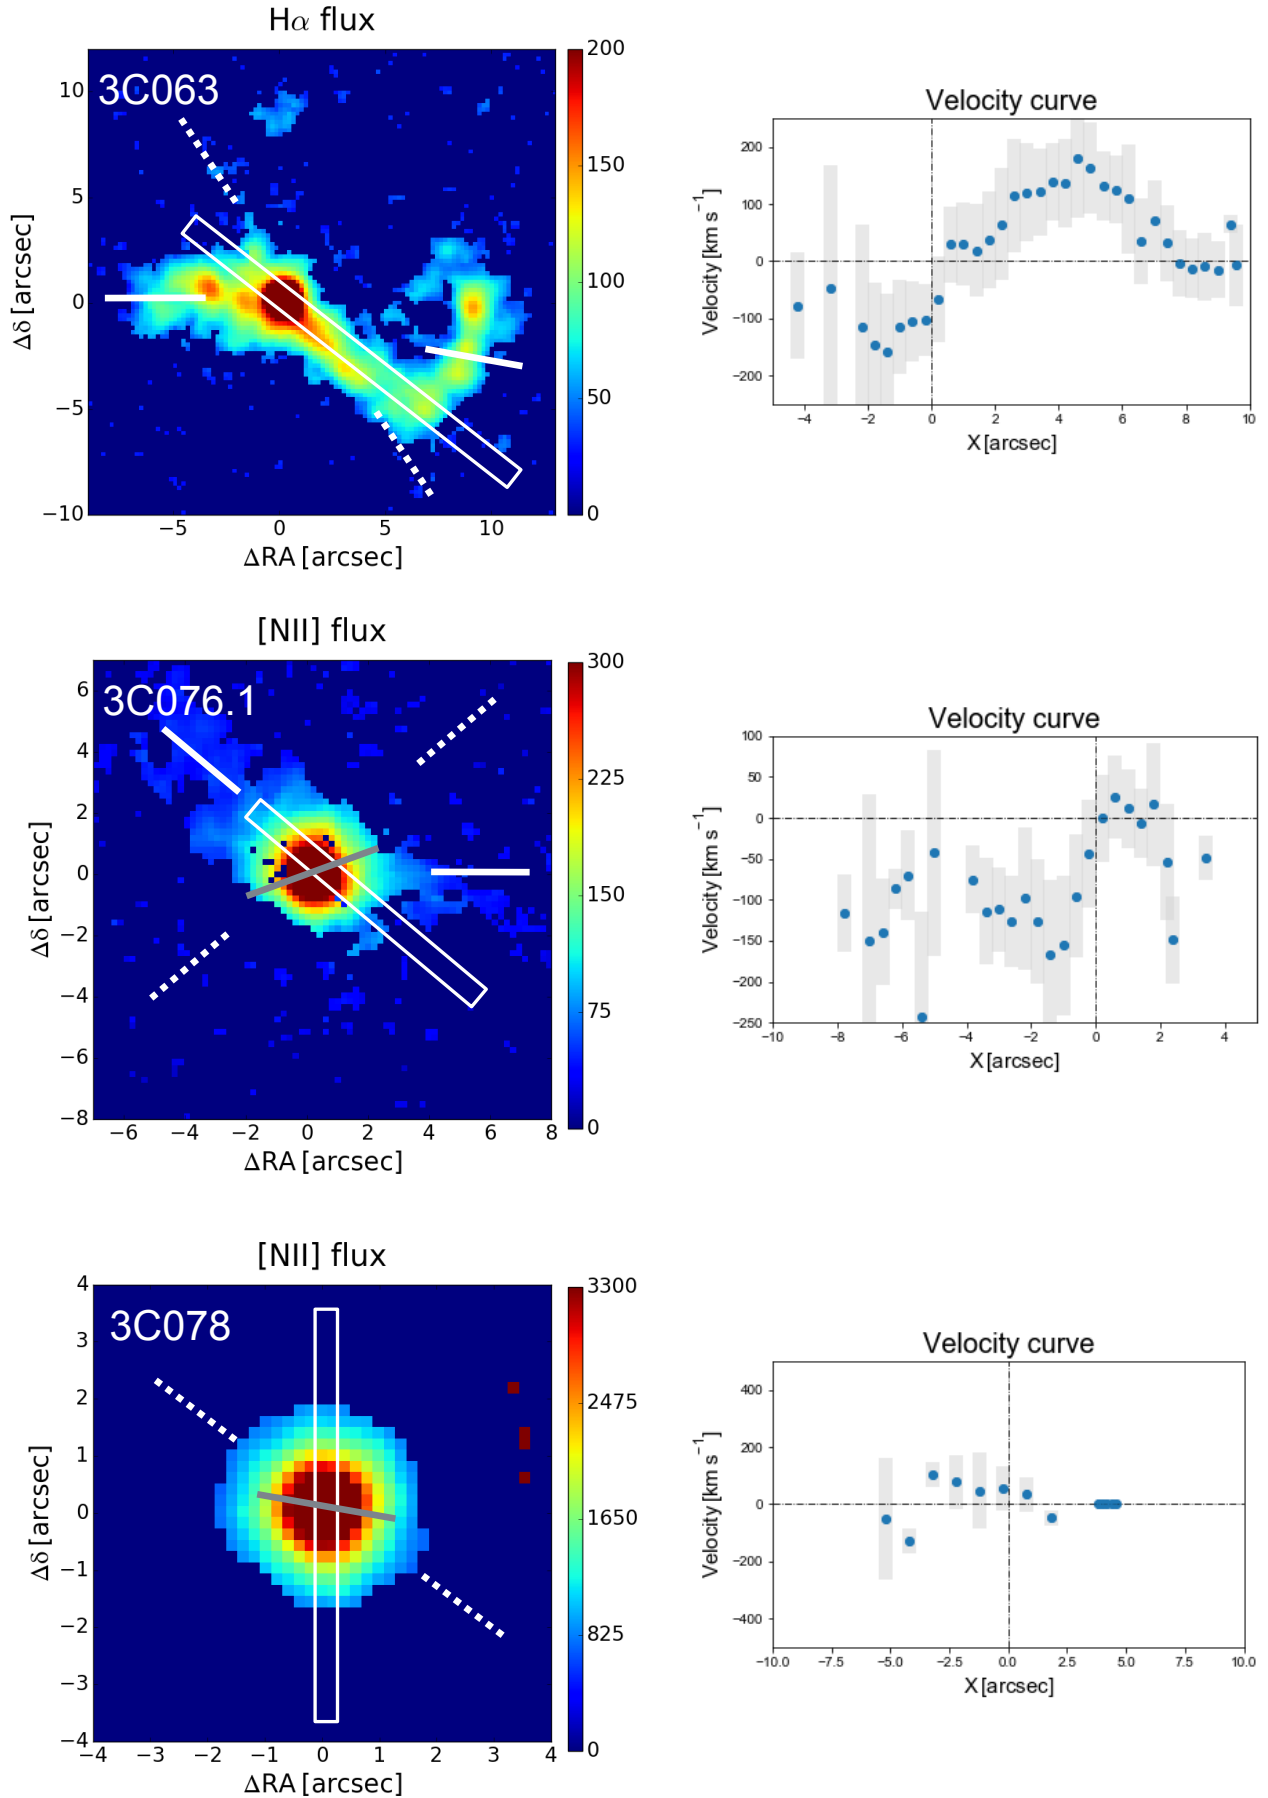 Hα flux
3C063
10
5
0
−5
−10
Δδ [arcsec]
−5 0 5 10
ΔRA [arcsec]
200
150
100
50
0
Velocity curve
200
100
0
−100
−200
Velocity [km s⁻¹]
−4 −2 0 2 4 6 8 10
X [arcsec]
[NII] flux
3C076.1
6
4
2
0
−2
−4
−6
−8
Δδ [arcsec]
−6 −4 −2 0 2 4 6 8
ΔRA [arcsec]
300
225
150
75
0
Velocity curve
100
50
0
−50
−100
−150
−200
−250
Velocity [km s⁻¹]
−10 −8 −6 −4 −2 0 2 4
X [arcsec]
[NII] flux
3C078
4
3
2
1
0
−1
−2
−3
−4
Δδ [arcsec]
−4 −3 −2 −1 0 1 2 3 4
ΔRA [arcsec]
3300
2475
1650
825
0
Velocity curve
400
200
0
−200
−400
Velocity [km s⁻¹]
−10.0 −7.5 −5.0 −2.5 0.0 2.5 5.0 7.5 10.0
X [arcsec]